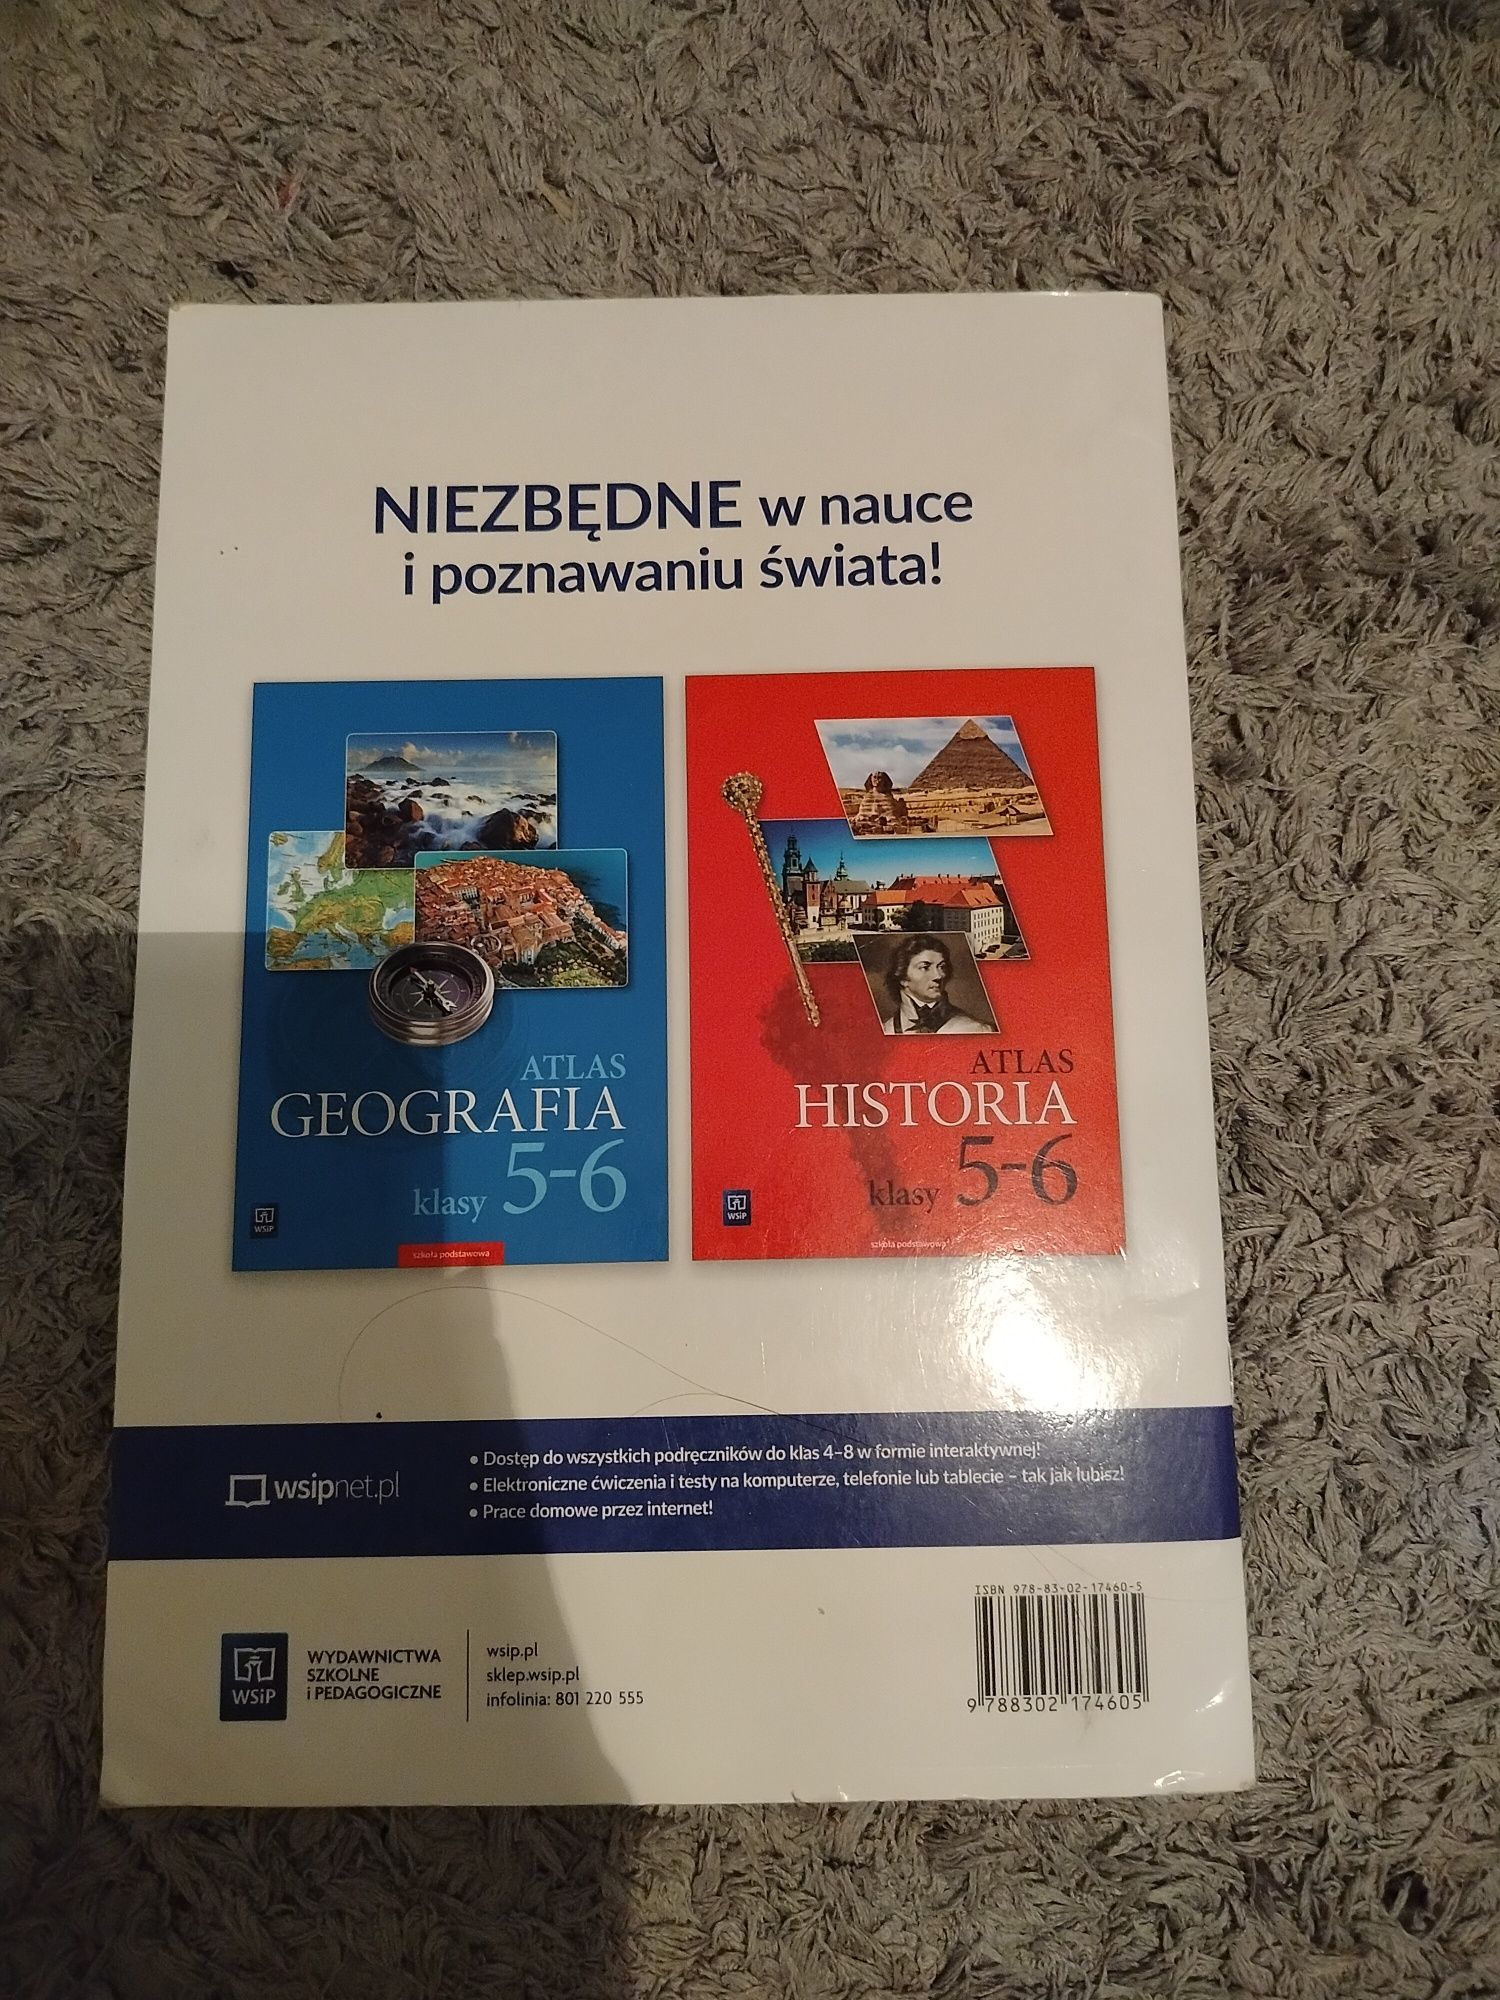 NIEZBĘDNE w nauce
i poznawaniu świata!
ATLAS
GEOGRAFIA
klasy 5-6
WSiP
szkoła podstawowa
ATLAS
HISTORIA
klasy 5-6
WSiP
szkoła podstawowa
wsipnet.pl
• Dostęp do wszystkich podręczników do klas 4–8 w formie interaktywnej!
• Elektroniczne ćwiczenia i testy na komputerze, telefonie lub tablecie – tak jak lubisz!
• Prace domowe przez internet!
WSiP
WYDAWNICTWA
SZKOLNE
i PEDAGOGICZNE
wsip.pl
sklep.wsip.pl
infolinia: 801 220 555
ISBN 978-83-02-17460-5
9 788302 174605